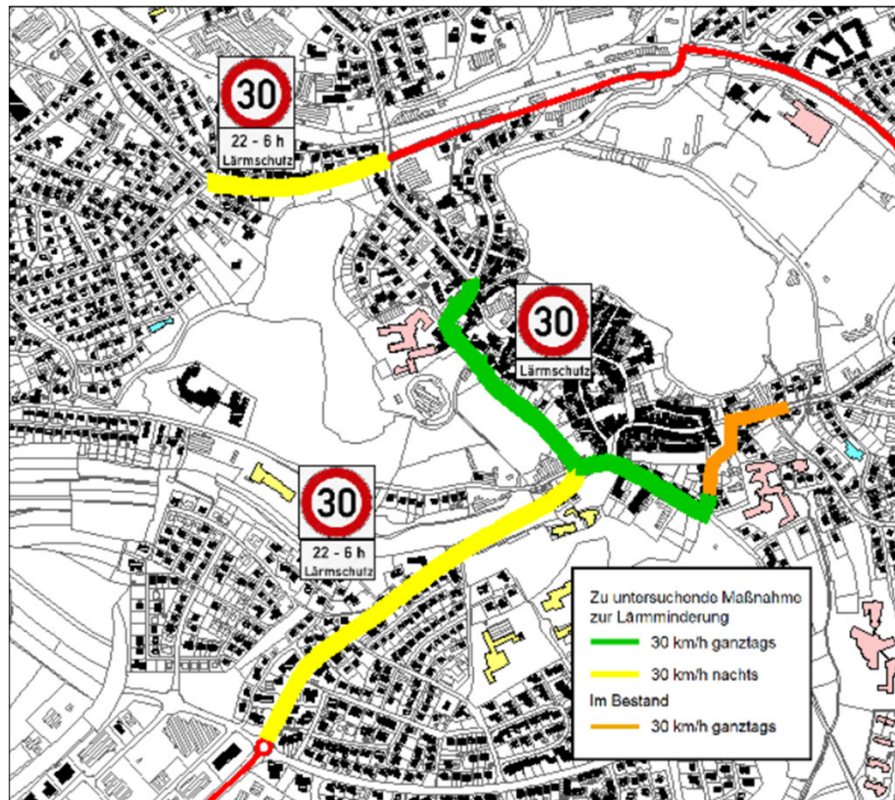 30
22 - 6 h
Lärmschutz
30
Lärmschutz
30
22 - 6 h
Lärmschutz
Zu untersuchende Maßnahme
zur Lärmminderung
30 km/h ganztags
30 km/h nachts
Im Bestand
30 km/h ganztags